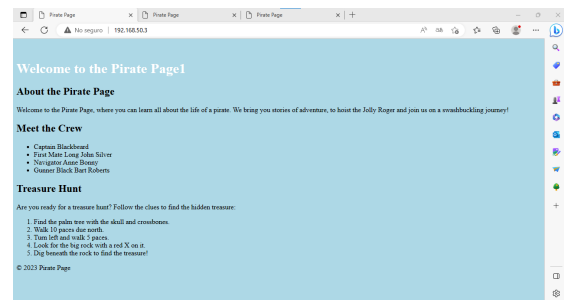 Pirate Page
Pirate Page
Pirate Page
No seguro
192.168.50.3
Welcome to the Pirate Page1
About the Pirate Page
Welcome to the Pirate Page, where you can learn all about the life of a pirate. We bring you stories of adventure, to hoist the Jolly Roger and join us on a swashbuckling journey!
Meet the Crew
Captain Blackbeard
First Mate Long John Silver
Navigator Anne Bonny
Gunner Black Bart Roberts
Treasure Hunt
Are you ready for a treasure hunt? Follow the clues to find the hidden treasure:
1. Find the palm tree with the skull and crossbones.
2. Walk 10 paces due north.
3. Turn left and walk 5 paces.
4. Look for the big rock with a red X on it.
5. Dig beneath the rock to find the treasure!
© 2023 Pirate Page